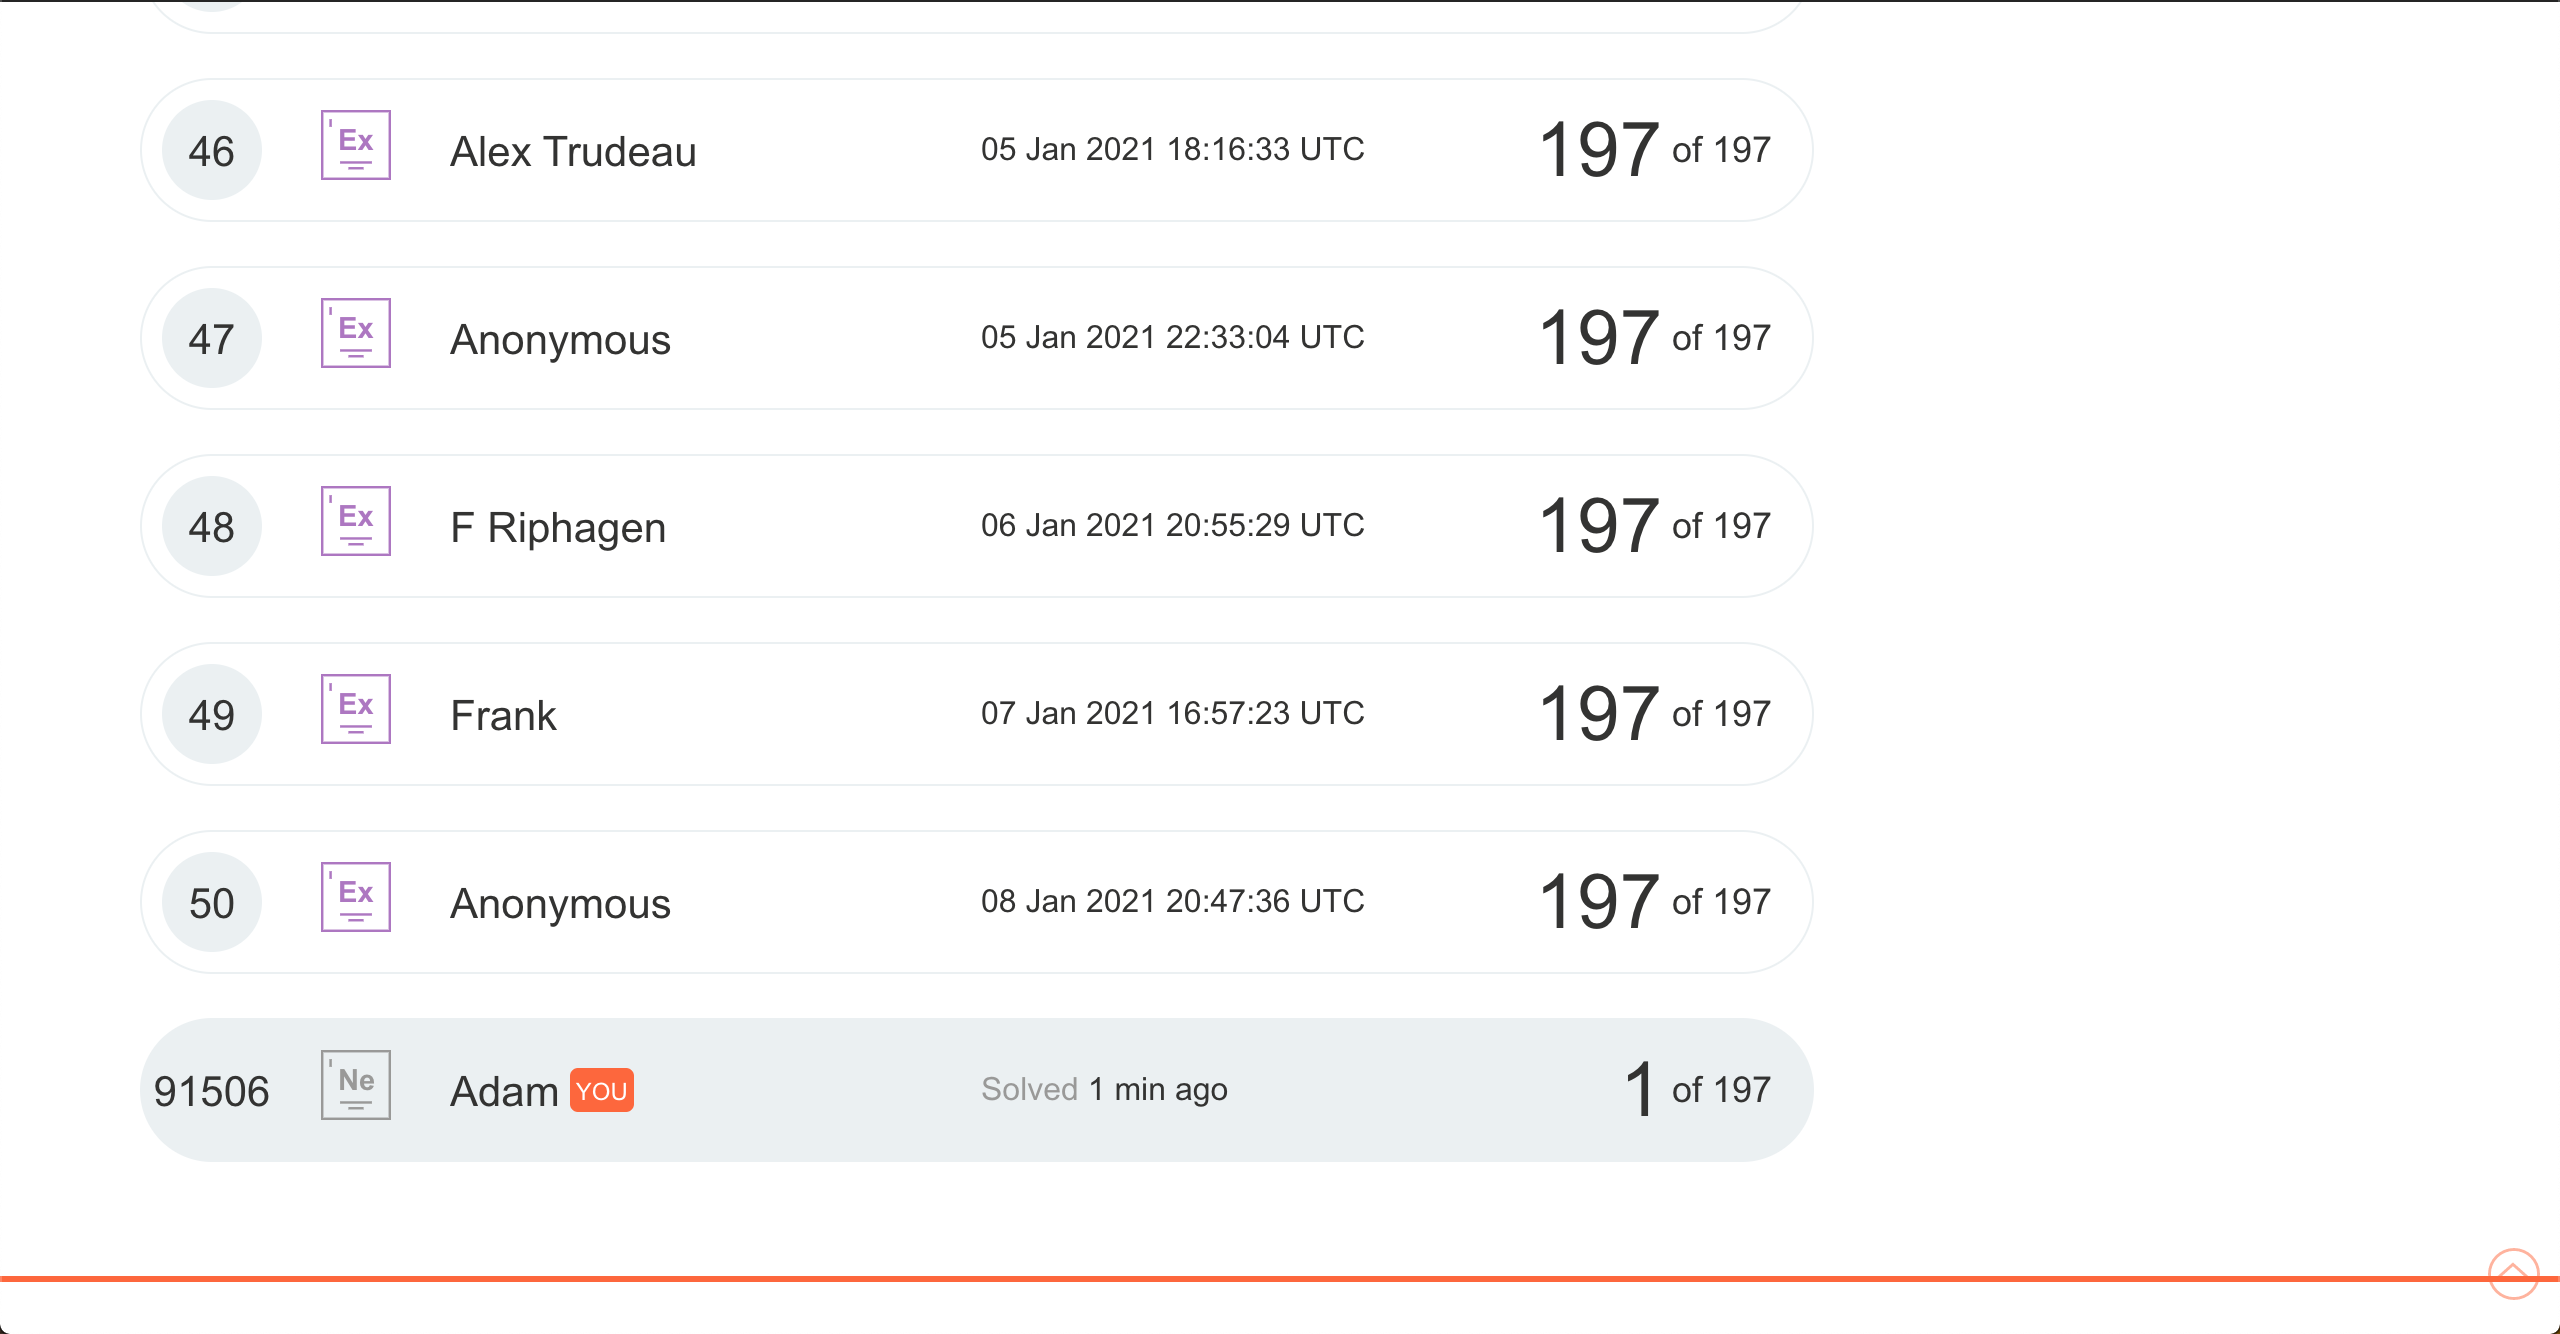 46 Ex Alex Trudeau 05 Jan 2021 18:16:33 UTC 197 of 197
47 Ex Anonymous 05 Jan 2021 22:33:04 UTC 197 of 197
48 Ex F Riphagen 06 Jan 2021 20:55:29 UTC 197 of 197
49 Ex Frank 07 Jan 2021 16:57:23 UTC 197 of 197
50 Ex Anonymous 08 Jan 2021 20:47:36 UTC 197 of 197
91506 Ne Adam YOU Solved 1 min ago 1 of 197